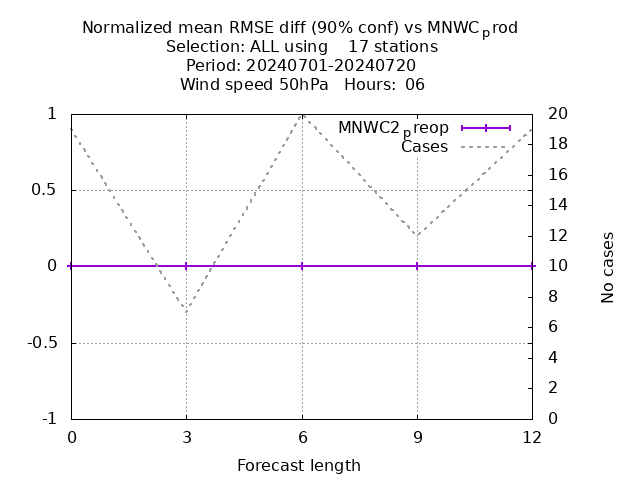 Normalized mean RMSE diff (90% conf) vs MNWCprod
Selection: ALL using    17 stations
Period: 20240701-20240720
Wind speed 50hPa   Hours:  06
MNWC2preop
Cases
1
0.5
0
-0.5
-1
20
18
16
14
12
10
8
6
4
2
0
No cases
0 3 6 9 12
Forecast length